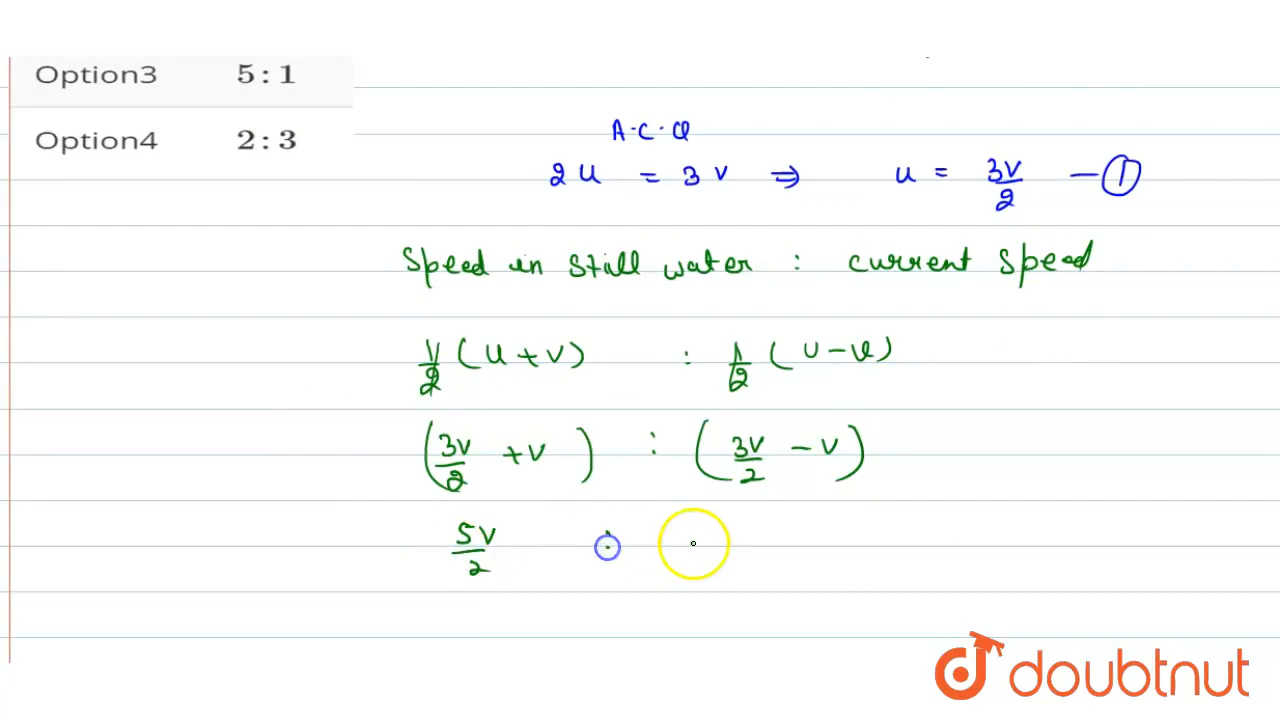 Option3 5 : 1
Option4 2 : 3
A.C.Q
2u = 3v ⇒ u = 3v/2 — ①
Speed in still water : current speed
1/2 (u + v) : 1/2 (u - v)
(3v/2 + v) : (3v/2 - v)
5v/2 :
doubtnut